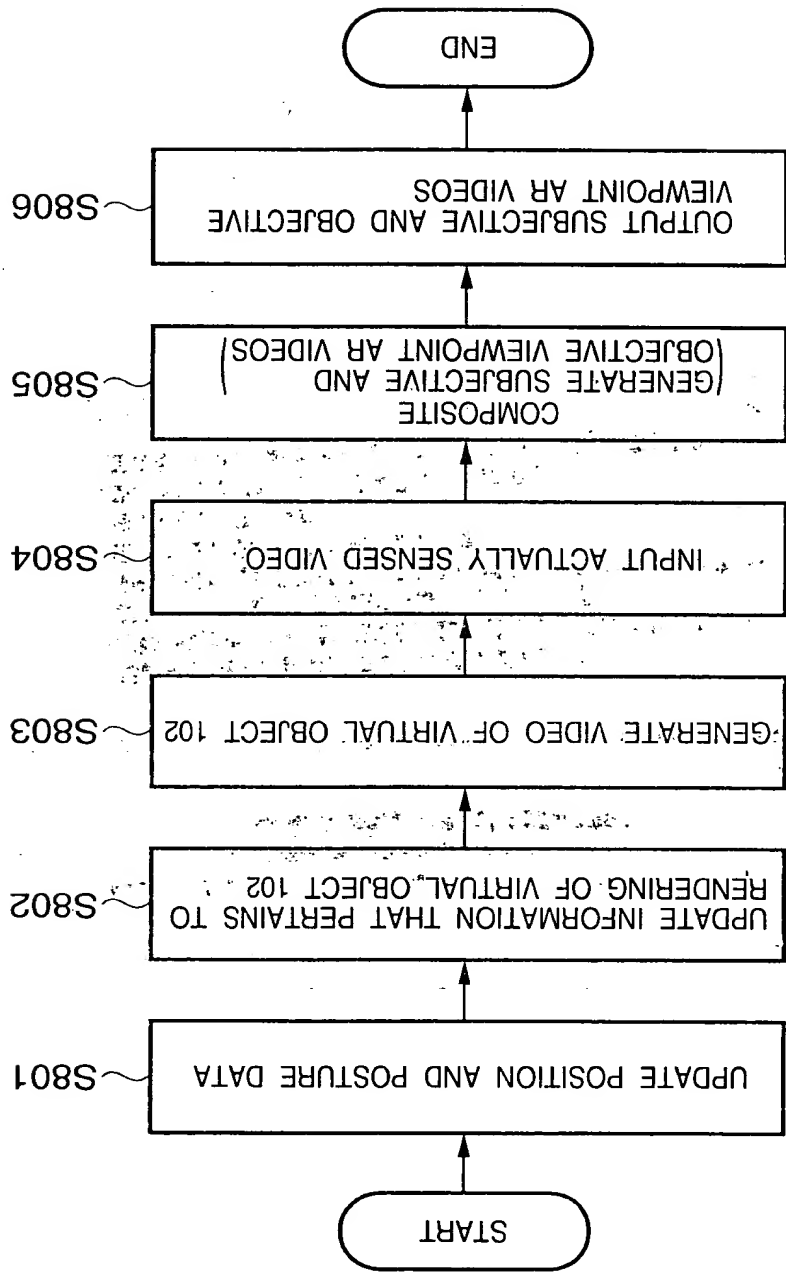 START
UPDATE POSITION AND POSTURE DATA
S801
UPDATE INFORMATION THAT PERTAINS TO
RENDERING OF VIRTUAL OBJECT 102
S802
GENERATE VIDEO OF VIRTUAL OBJECT 102
S803
INPUT ACTUALLY SENSED VIDEO
S804
COMPOSITE
(GENERATE SUBJECTIVE AND
OBJECTIVE VIEWPOINT AR VIDEOS)
S805
OUTPUT SUBJECTIVE AND OBJECTIVE
VIEWPOINT AR VIDEOS
S806
END